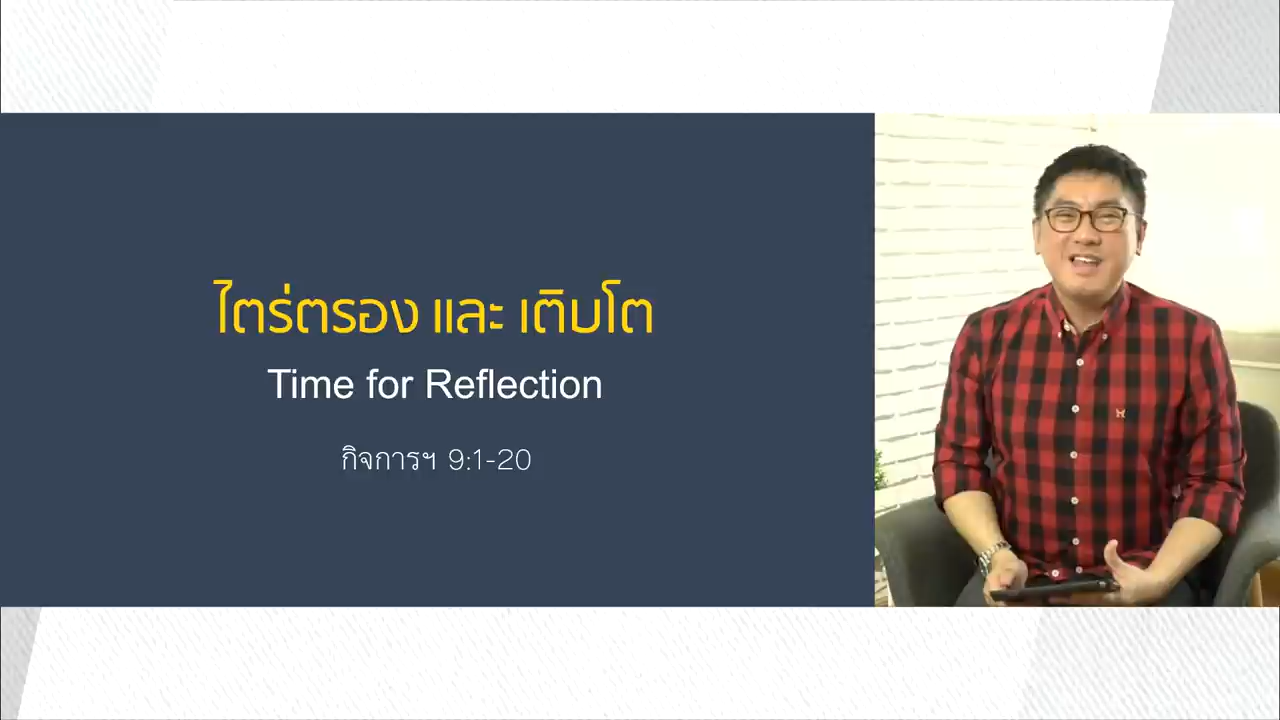 ไตร่ตรอง และ เติบโต
Time for Reflection
กิจการฯ 9:1-20